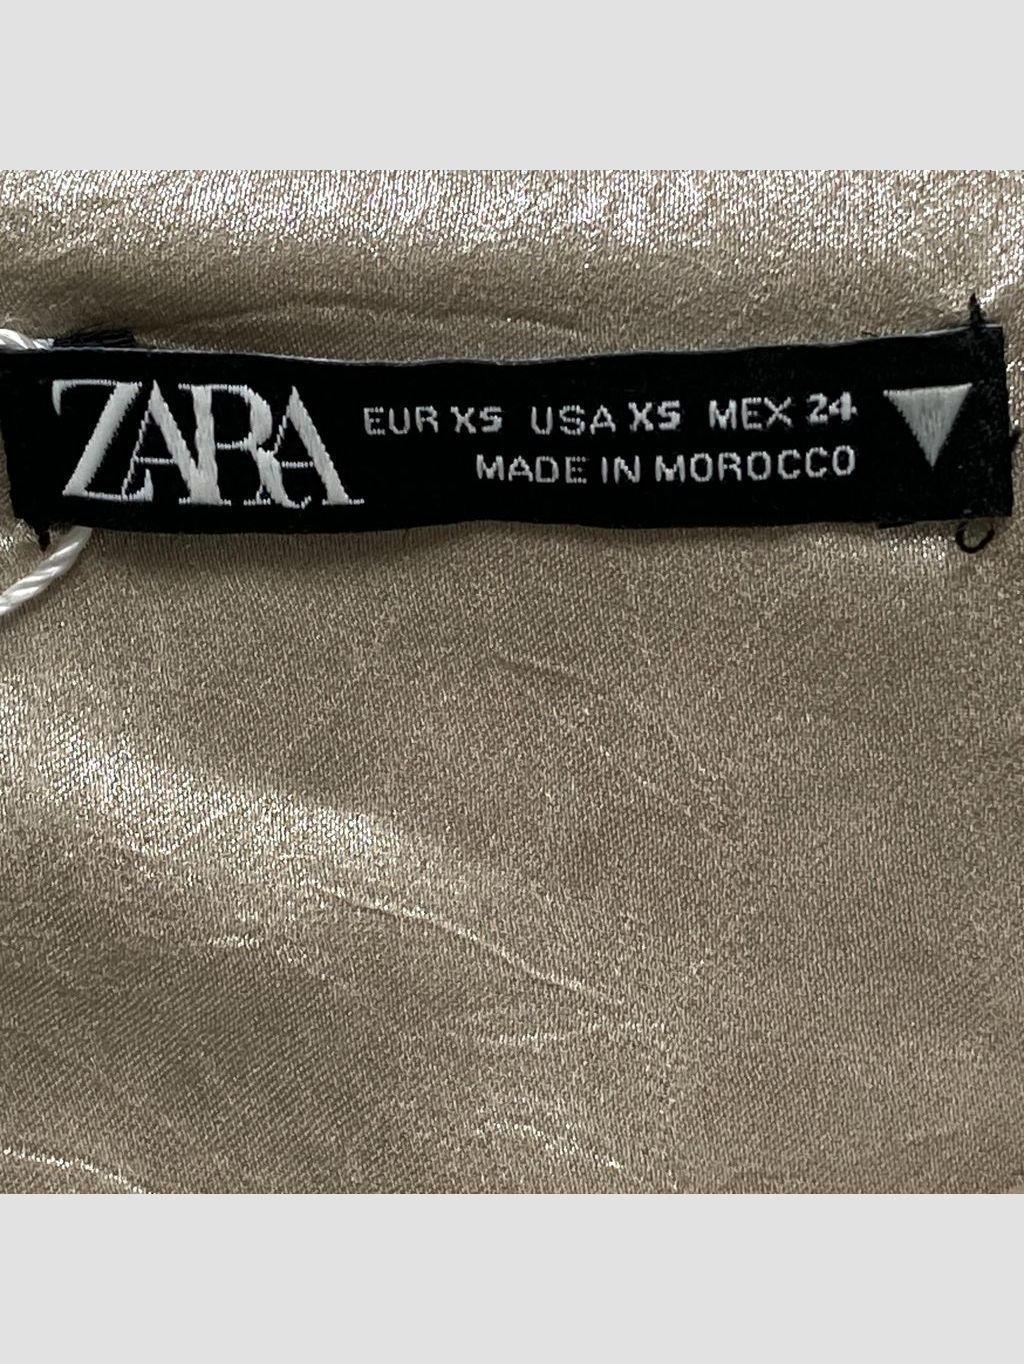 ZARA
EUR XS USA XS MEX 24
MADE IN MOROCCO